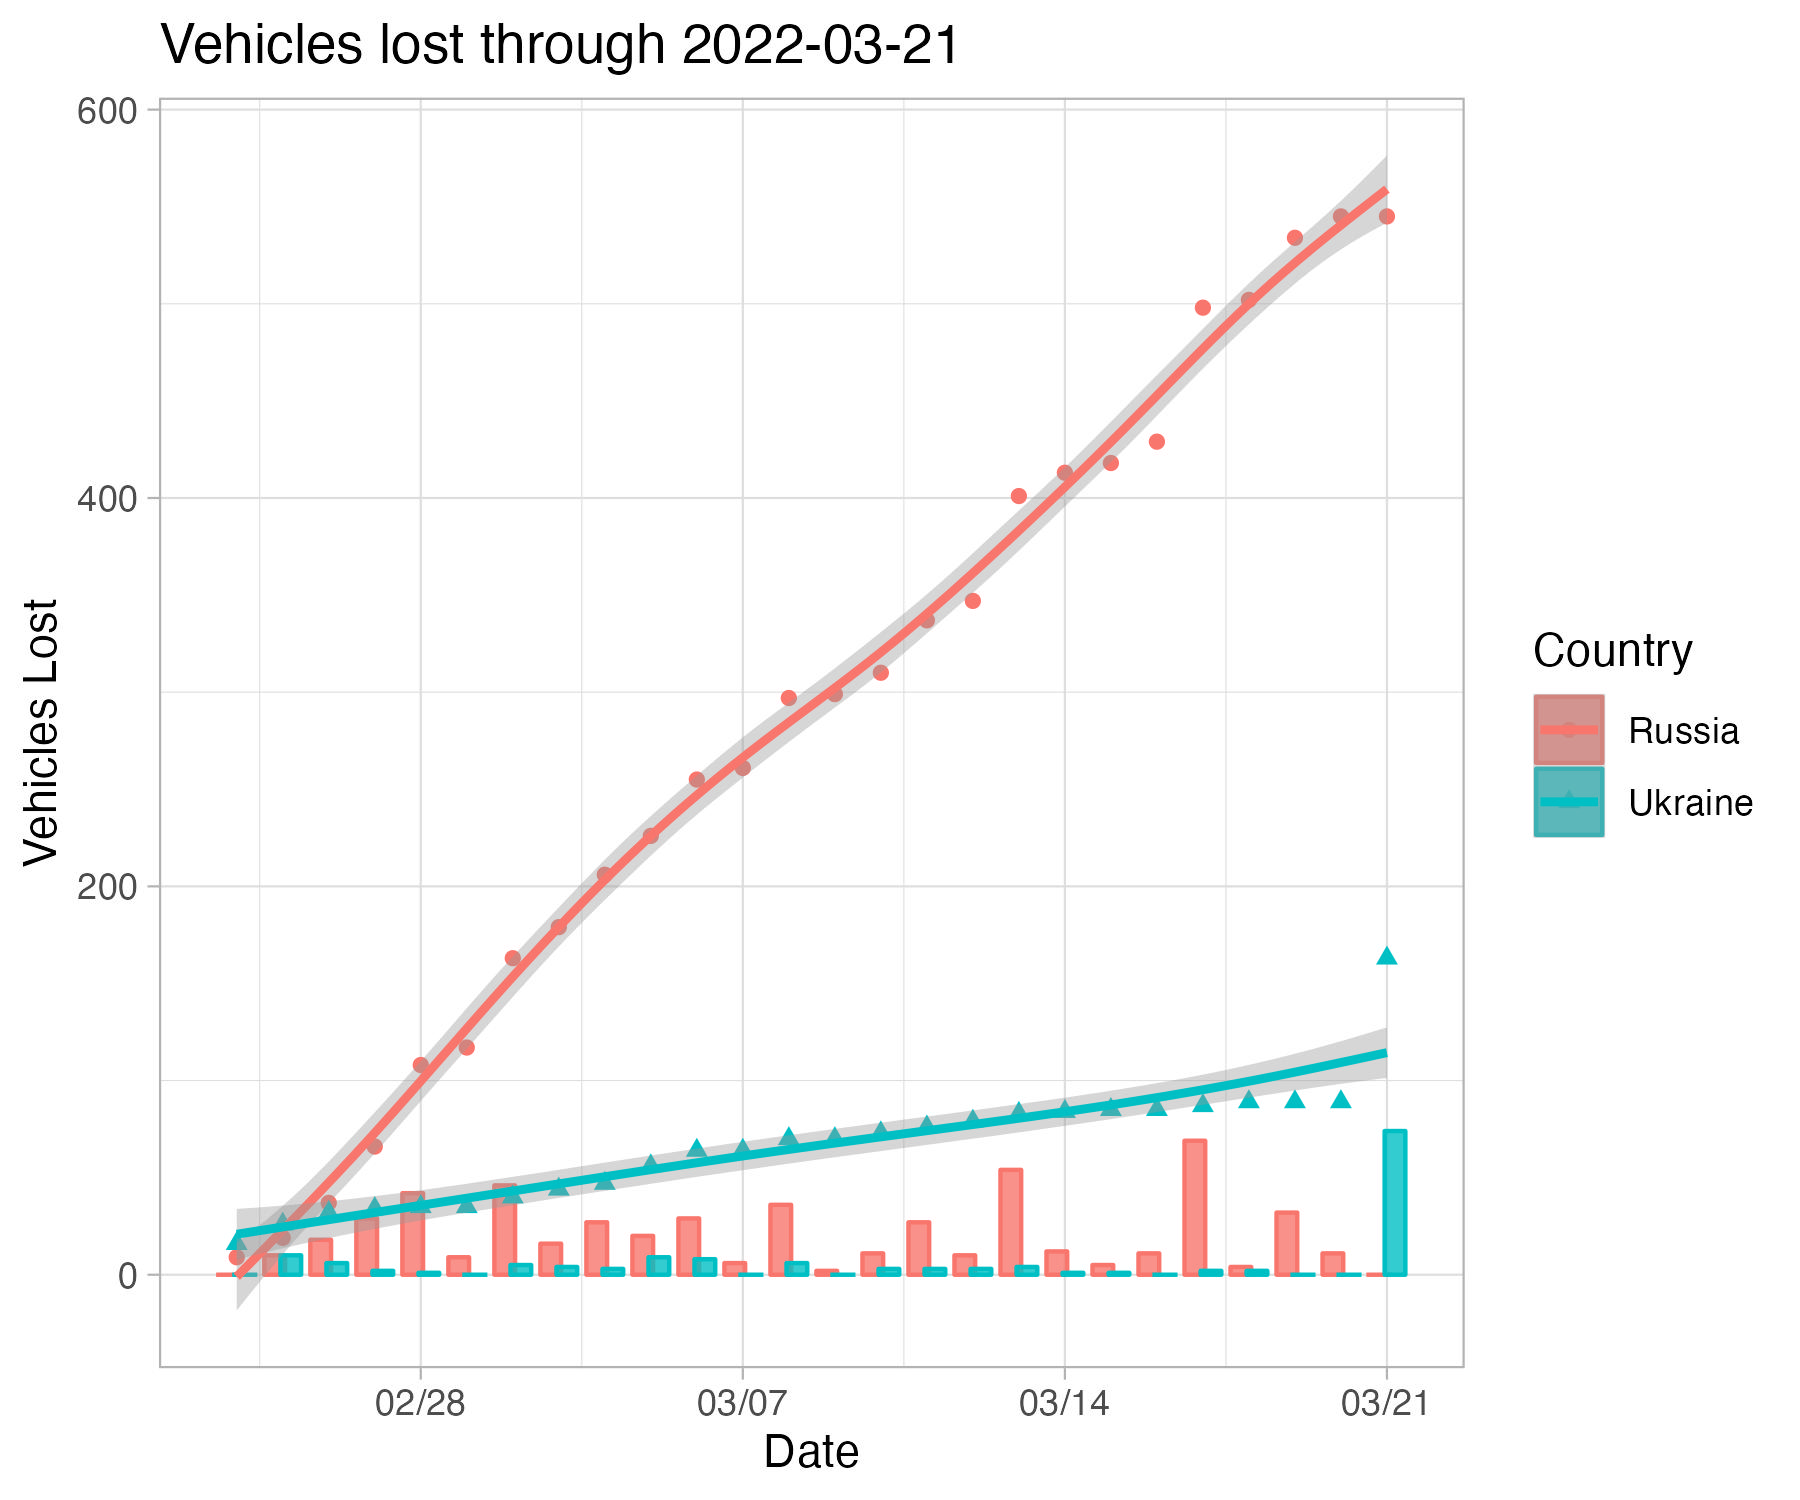 Vehicles lost through 2022-03-21
600
400
200
0
Vehicles Lost
02/28
03/07
03/14
03/21
Date
Country
Russia
Ukraine